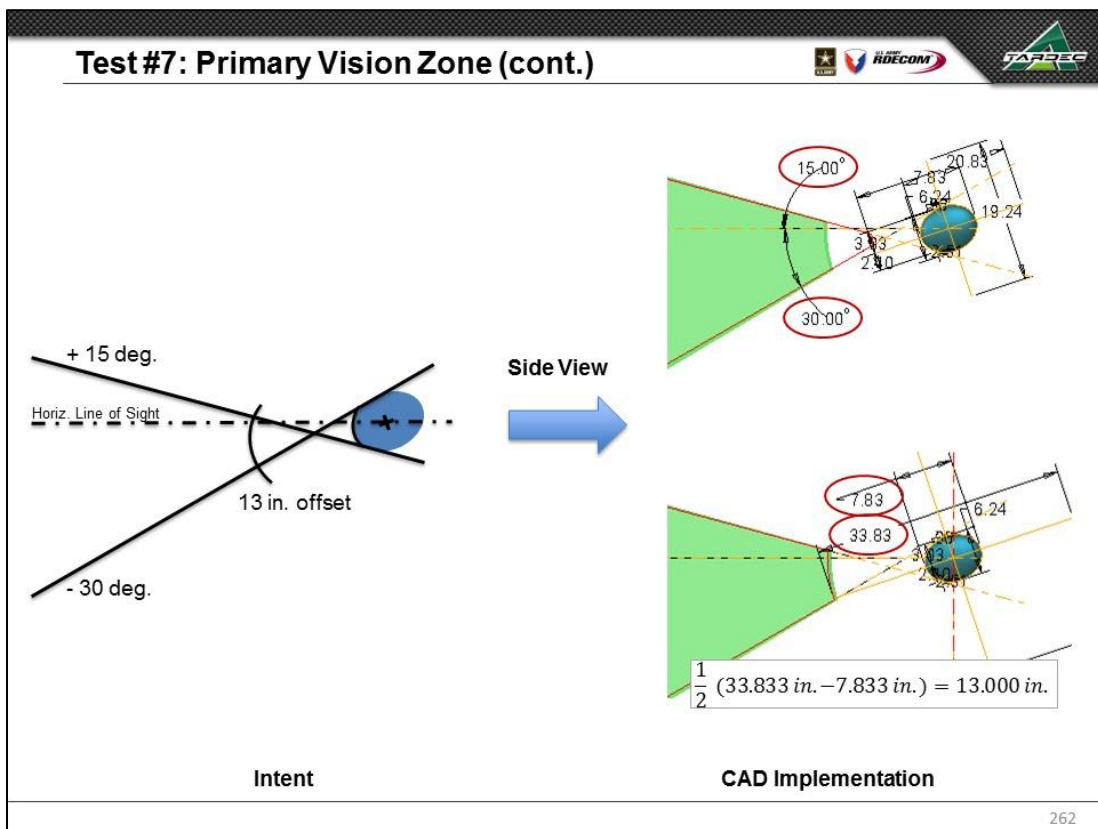 Test #7: Primary Vision Zone (cont.)
U.S. ARMY
RDECOM
TARDEC
+ 15 deg.
Horiz. Line of Sight
13 in. offset
- 30 deg.
Side View
15.00°
30.00°
20.83
7.83
6.24
19.24
2.40
7.83
33.83
6.24
1/2 (33.833 in.−7.833 in.) = 13.000 in.
Intent
CAD Implementation
262